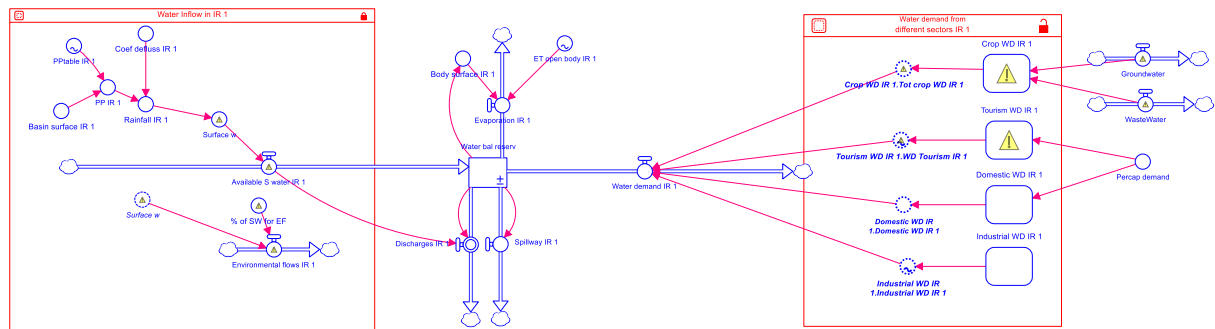 Water Inflow in IR 1
Coef defluss IR 1
PPtable IR 1
PP IR 1
Basin surface IR 1
Rainfall IR 1
Surface w
Available S water IR 1
Surface w
% of SW for EF
Environmental flows IR 1
Body surface IR 1
ET open body IR 1
Evaporation IR 1
Water bal reserv
±
Discharges IR 1
Spillway IR 1
Water demand IR 1
Water demand from
different sectors IR 1
Crop WD IR 1
Crop WD IR 1.Tot crop WD IR 1
Tourism WD IR 1
Tourism WD IR 1.WD Tourism IR 1
Domestic WD IR 1
Domestic WD IR
1.Domestic WD IR 1
Industrial WD IR 1
Industrial WD IR
1.Industrial WD IR 1
Groundwater
WasteWater
Percap demand